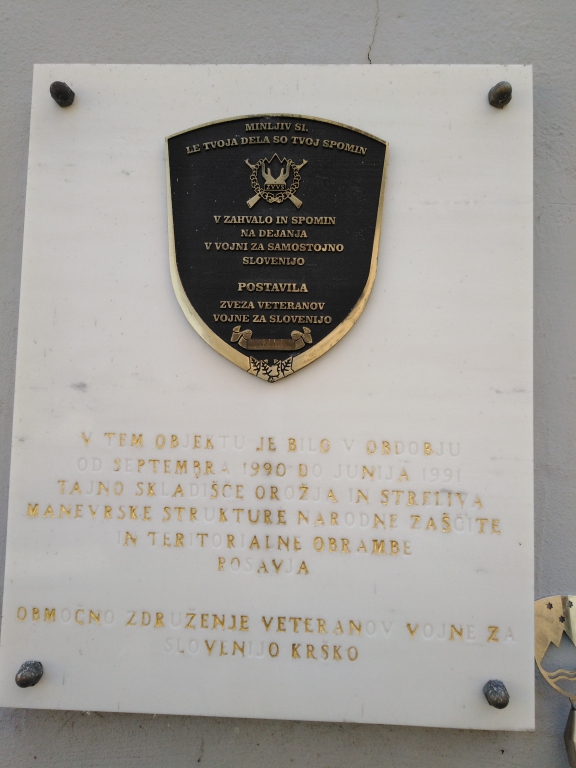 MINLJIV SI,
LE TVOJA DELA SO TVOJ SPOMIN
ZVVS
V ZAHVALO IN SPOMIN
NA DEJANJA
V VOJNI ZA SAMOSTOJNO
SLOVENIJO
POSTAVILA
ZVEZA VETERANOV
VOJNE ZA SLOVENIJO
V TEM OBJEKTU JE BILO V OBDOBJU
OD SEPTEMBRA 1990 DO JUNIJA 1991
TAJNO SKLADIŠČE OROŽJA IN STRELIVA
MANEVRSKE STRUKTURE NARODNE ZAŠČITE
IN TERITORIALNE OBRAMBE
POSAVJA
OBMOČNO ZDRUŽENJE VETERANOV VOJNE ZA
SLOVENIJO KRŠKO